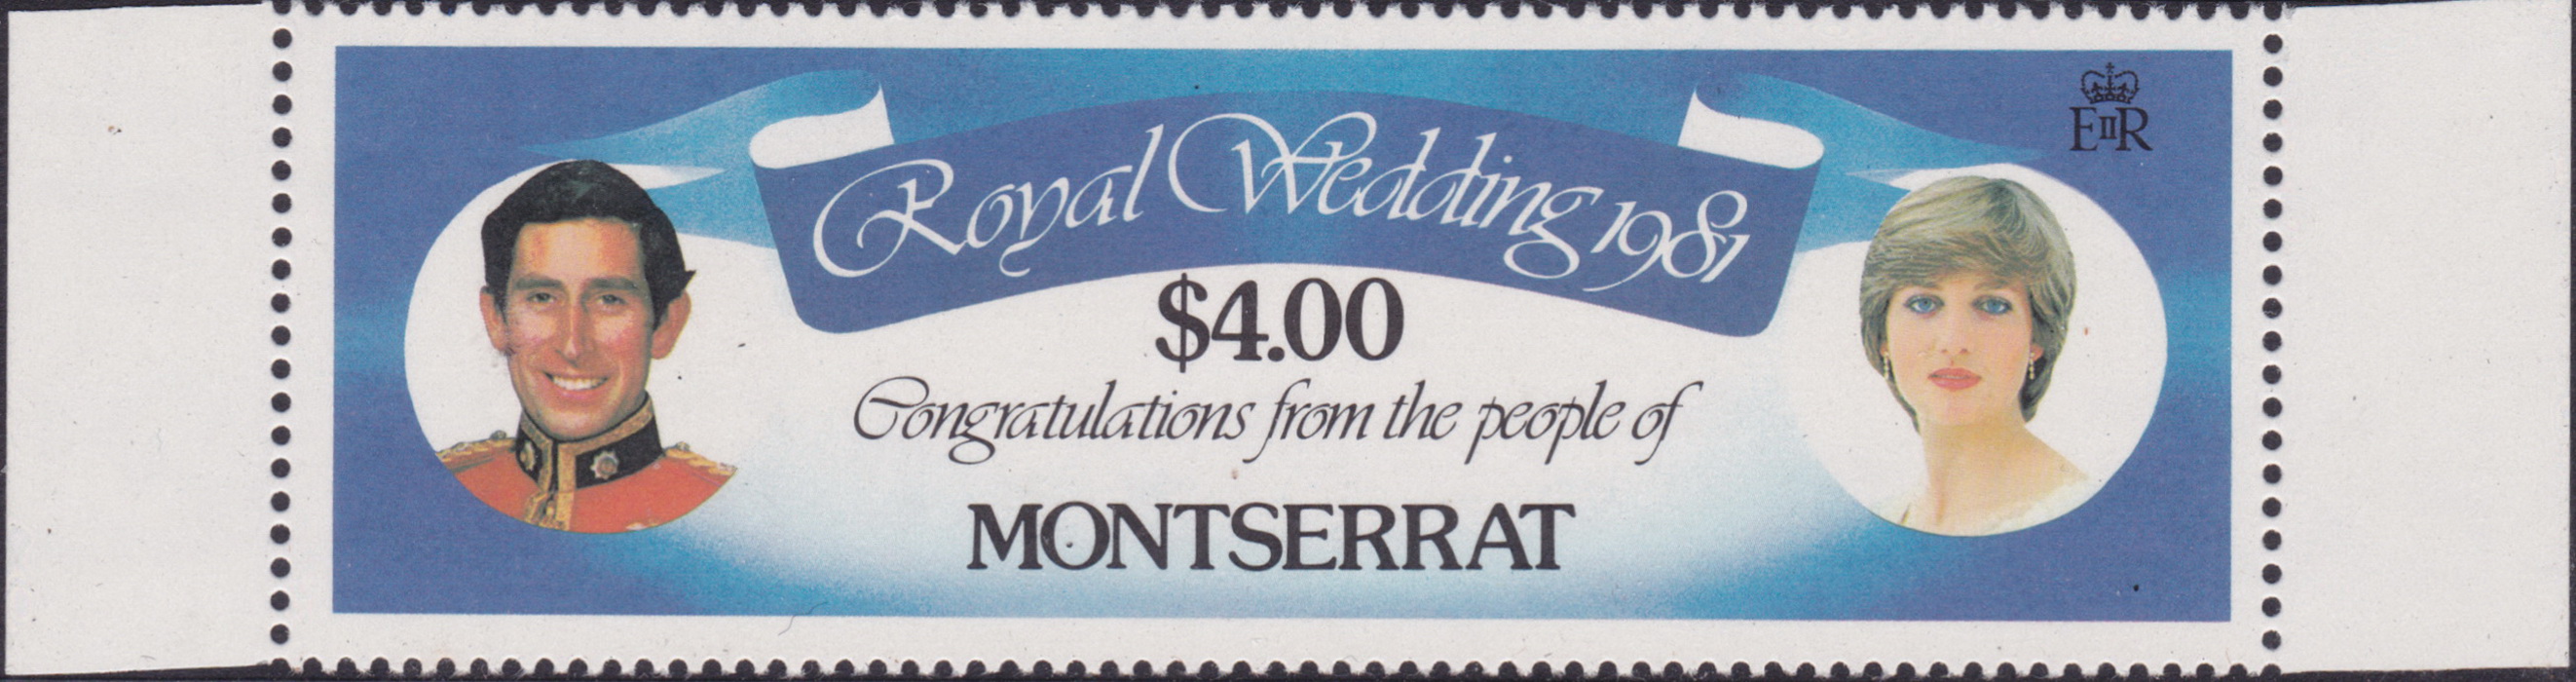 EIIR
Royal Wedding 1981
$4.00
Congratulations from the people of
MONTSERRAT